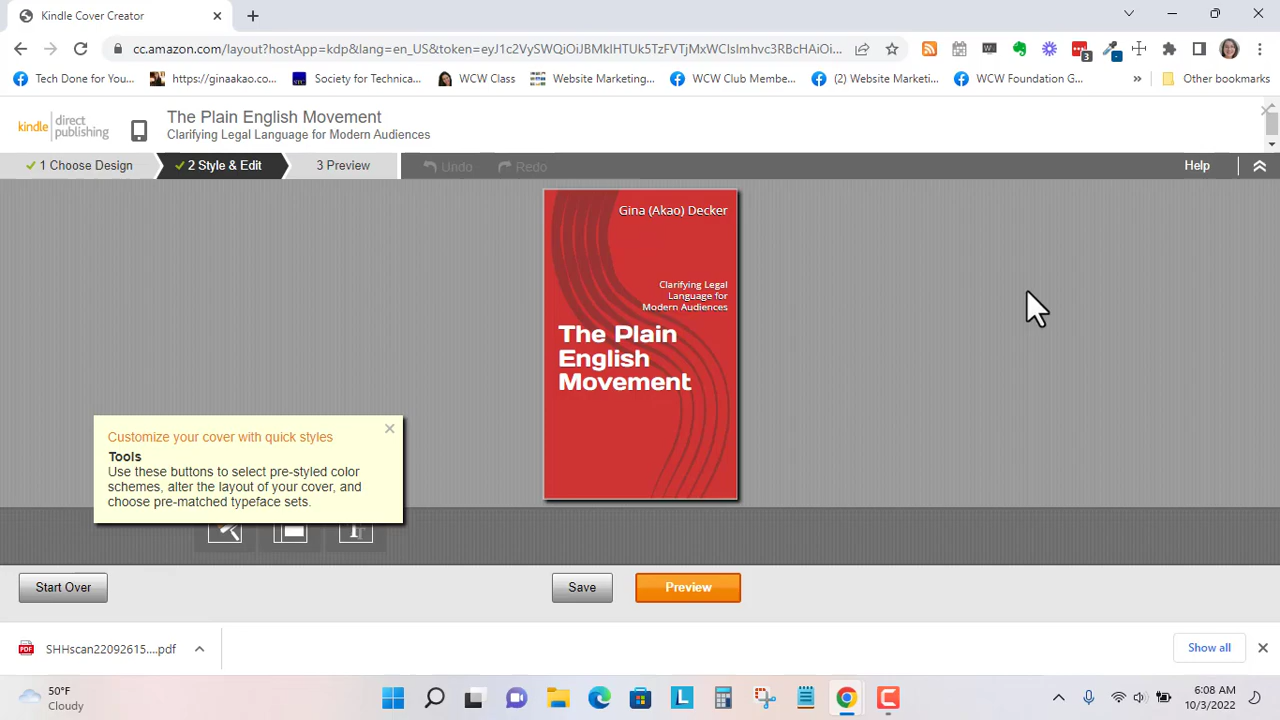 Kindle Cover Creator
cc.amazon.com/layout?hostApp=kdp&lang=en_US&token=eyJ1c2VySWQiOiJBMklHTUk5TzFVTjMxWClsImhvc3RBcHAiOi...
3
Tech Done for You...
https://ginaakao.co...
Society for Technica...
WCW Class
Website Marketing...
WCW Club Membe...
(2) Website Marketi...
WCW Foundation G...
»
Other bookmarks
kindle direct publishing
The Plain English Movement
Clarifying Legal Language for Modern Audiences
1 Choose Design
2 Style & Edit
3 Preview
Undo
Redo
Help
Gina (Akao) Decker
Clarifying Legal
Language for
Modern Audiences
The Plain
English
Movement
Customize your cover with quick styles
Tools
Use these buttons to select pre-styled color
schemes, alter the layout of your cover, and
choose pre-matched typeface sets.
Start Over
Save
Preview
SHHscan22092615....pdf
Show all
50°F
Cloudy
6:08 AM
10/3/2022